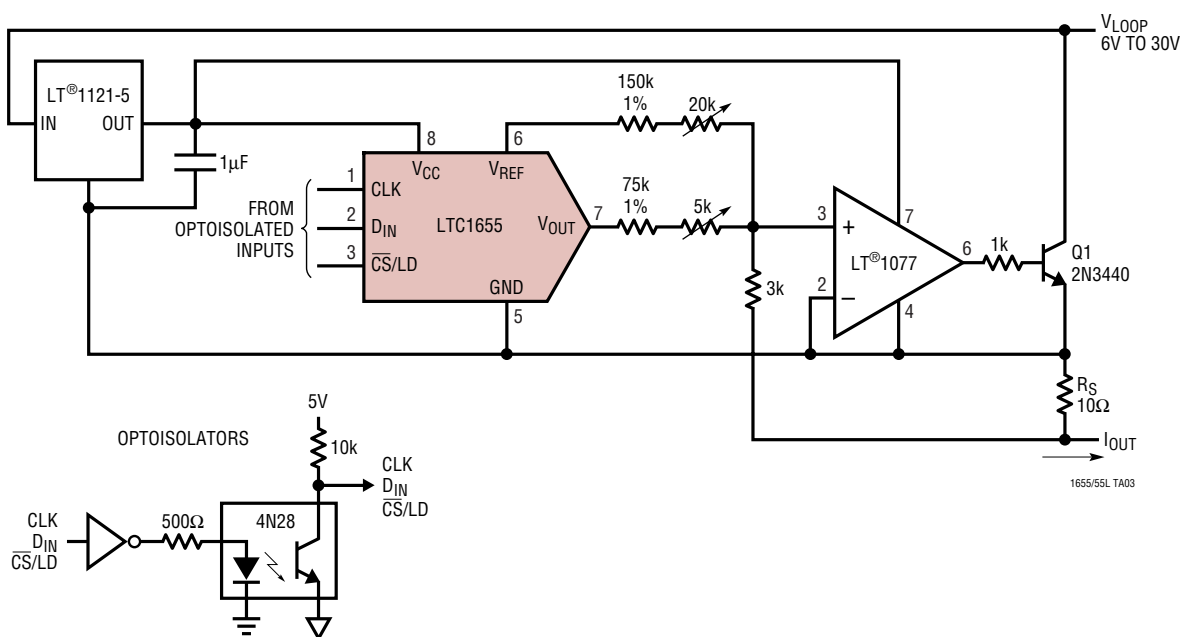 V_LOOP
6V TO 30V
LT®1121-5
IN
OUT
1µF
150k
1%
20k
8
6
V_CC
V_REF
1
CLK
FROM
OPTOISOLATED
INPUTS
2
D_IN
LTC1655
V_OUT
7
75k
1%
5k
3
C̅S̅/LD
GND
5
3
+
7
LT®1077
6
1k
Q1
2N3440
2
–
4
3k
R_S
10Ω
I_OUT
1655/55L TA03
OPTOISOLATORS
5V
10k
CLK
D_IN
C̅S̅/LD
4N28
500Ω
CLK
D_IN
C̅S̅/LD